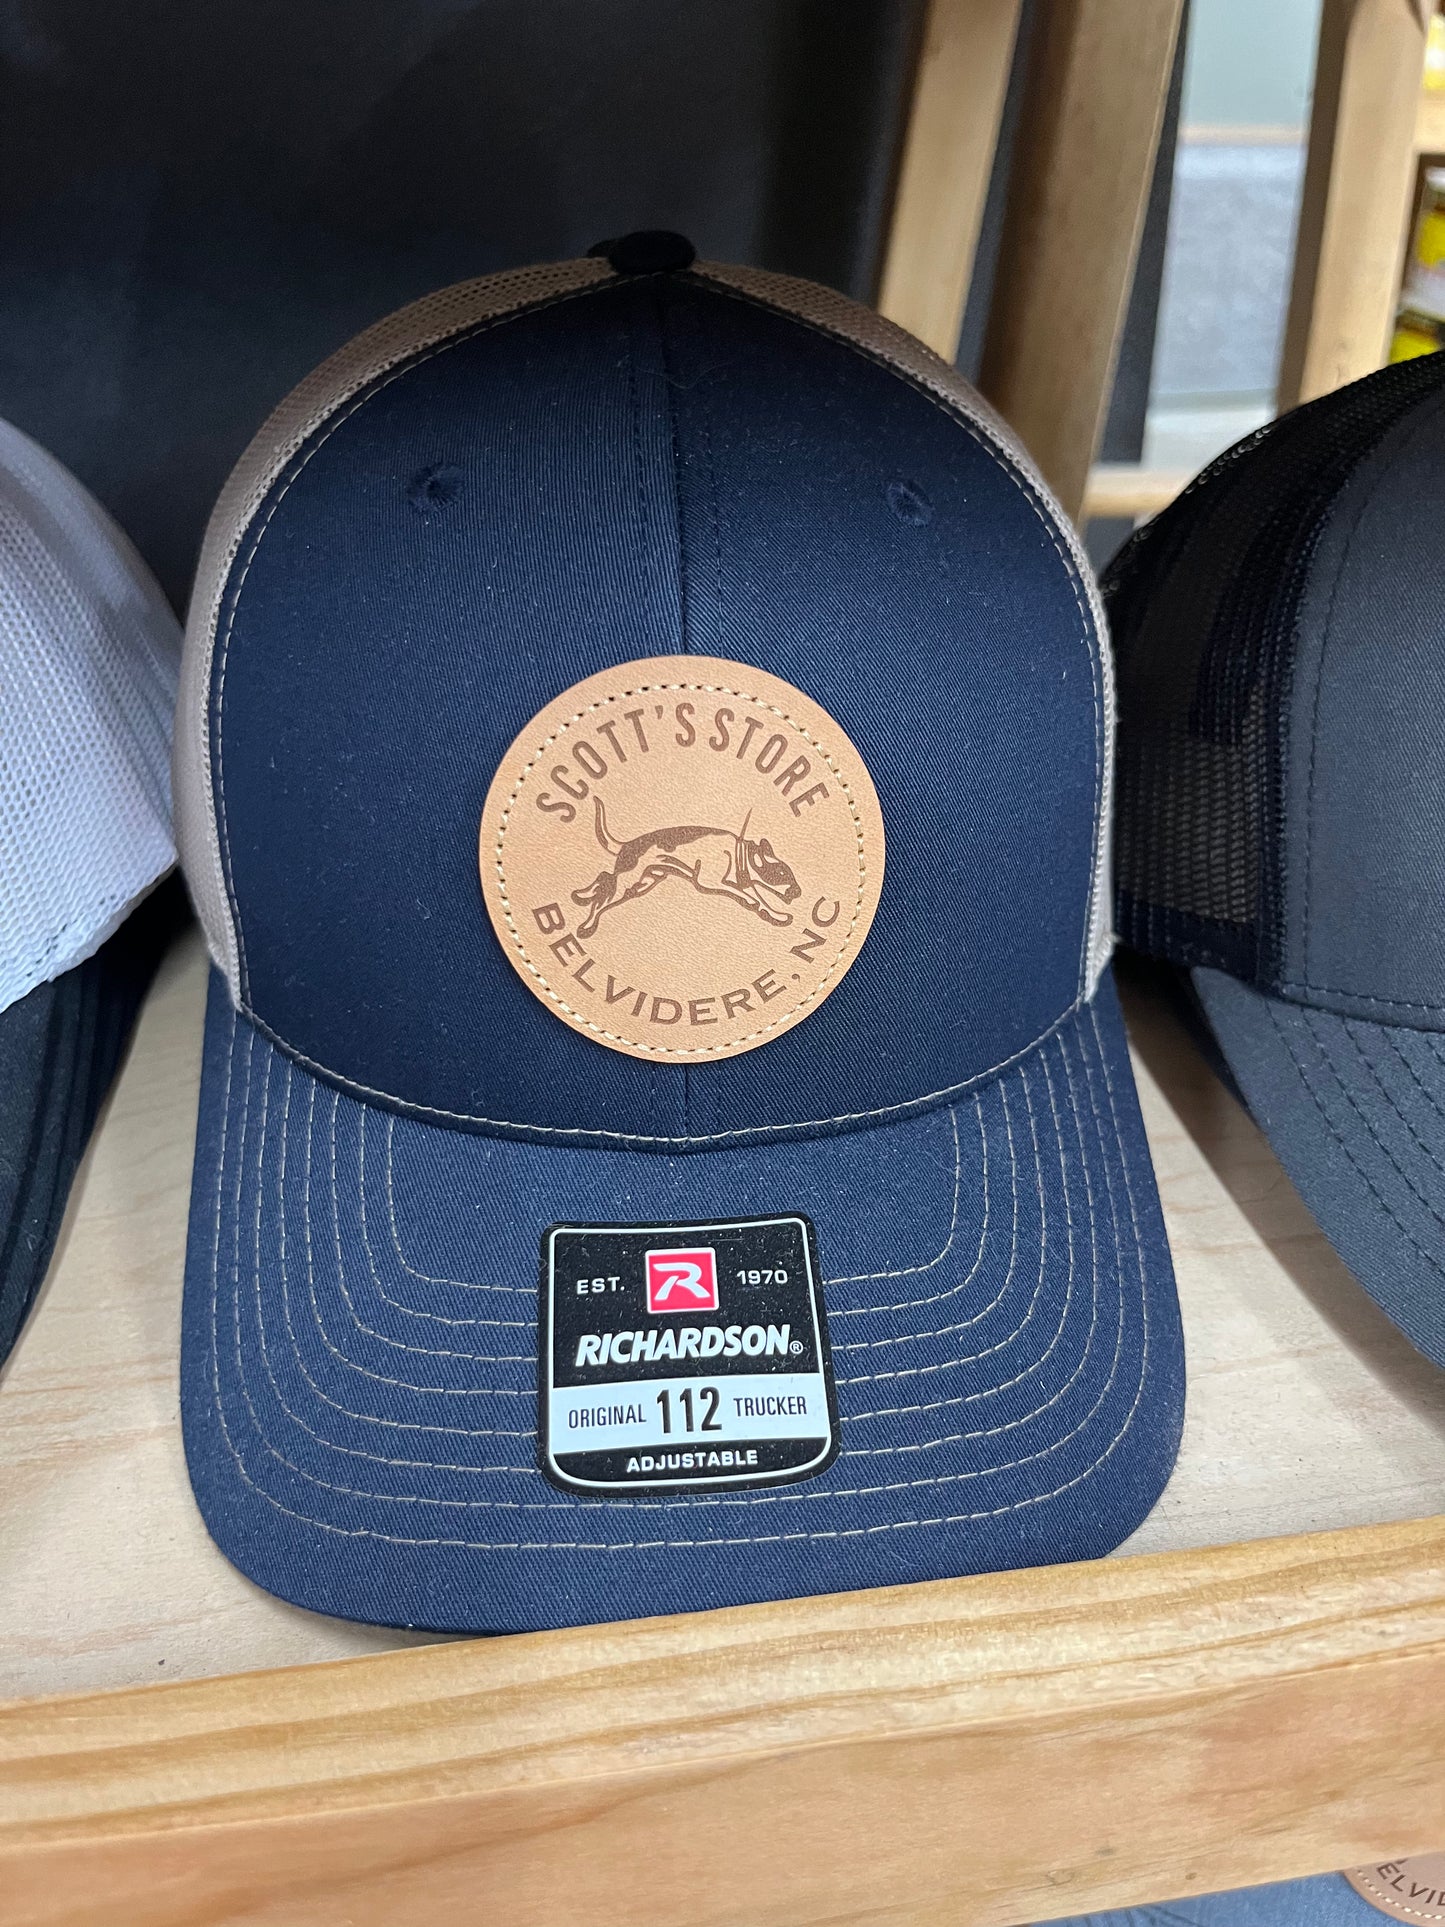 SCOTT'S STORE
BELVIDERE, NC
EST. R 1970
RICHARDSON®
ORIGINAL 112 TRUCKER
ADJUSTABLE